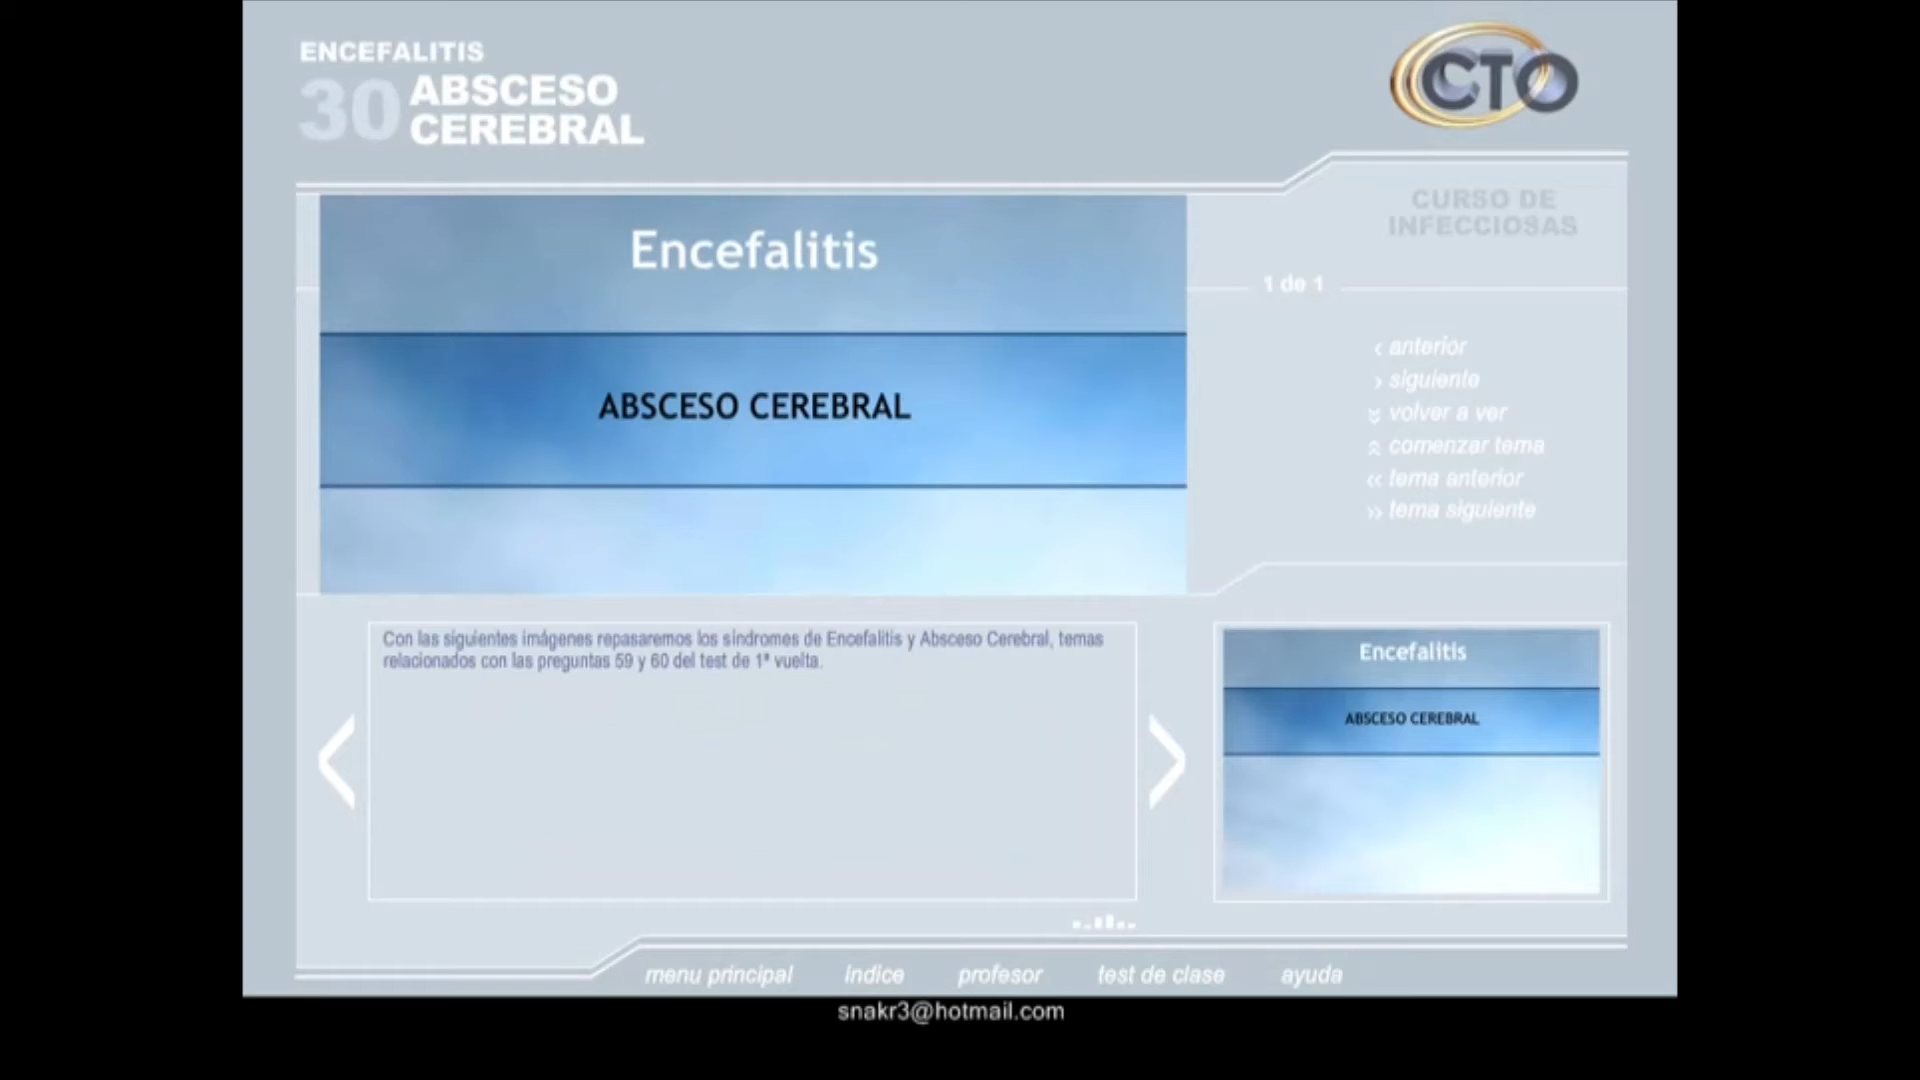 ENCEFALITIS
30 ABSCESO
CEREBRAL
CTO
CURSO DE
INFECCIOSAS
Encefalitis
ABSCESO CEREBRAL
1 de 1
‹ anterior
› siguiente
volver a ver
comenzar tema
‹‹ tema anterior
›› tema siguiente
Con las siguientes imágenes repasaremos los síndromes de Encefalitis y Absceso Cerebral, temas
relacionados con las preguntas 59 y 60 del test de 1ª vuelta.
Encefalitis
ABSCESO CEREBRAL
menu principal índice profesor test de clase ayuda
snakr3@hotmail.com